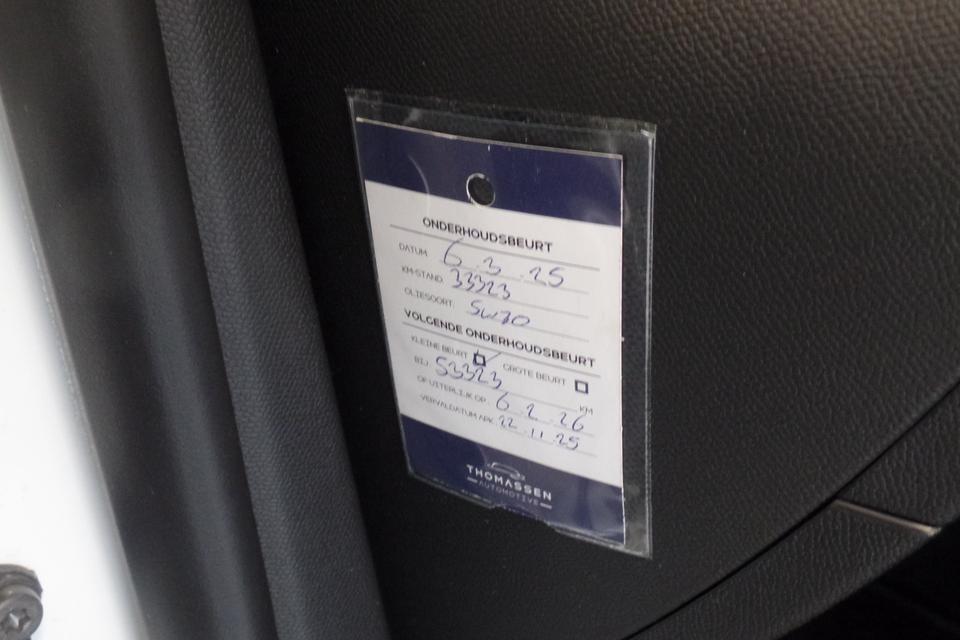 ONDERHOUDSBEURT
DATUM 6.3.25
KM-STAND: 33323
OLIESOORT: 5W30
VOLGENDE ONDERHOUDSBEURT
KLEINE BEURT GROTE BEURT
BIJ 53323 KM
OF UITERLIJK OP 6.2.26
VERVALDATUM APK 22.11.25
THOMASSEN
AUTOMOTIVE